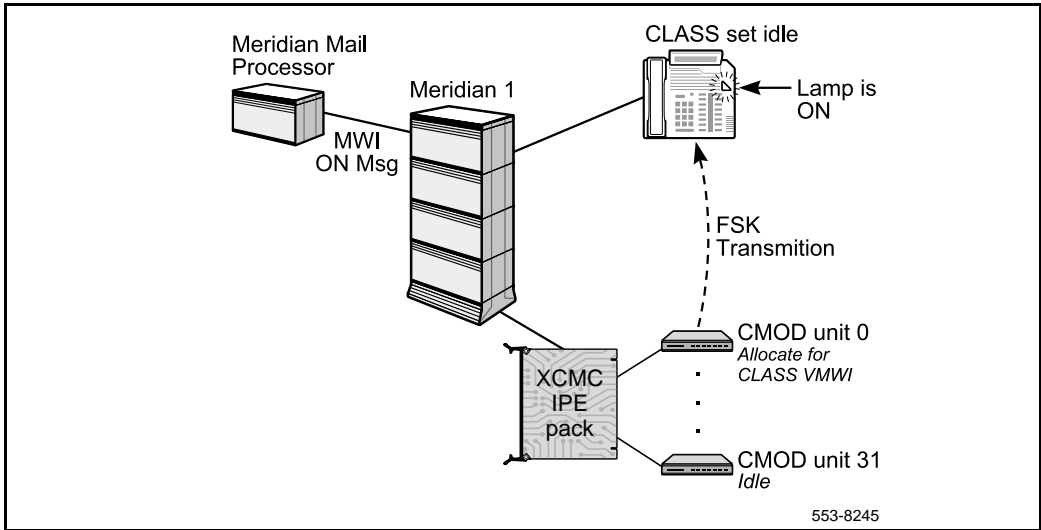 Meridian Mail
Processor
MWI
ON Msg
Meridian 1
CLASS set idle
Lamp is
ON
FSK
Transmition
XCMC
IPE
pack
CMOD unit 0
Allocate for
CLASS VMWI
CMOD unit 31
Idle
553-8245